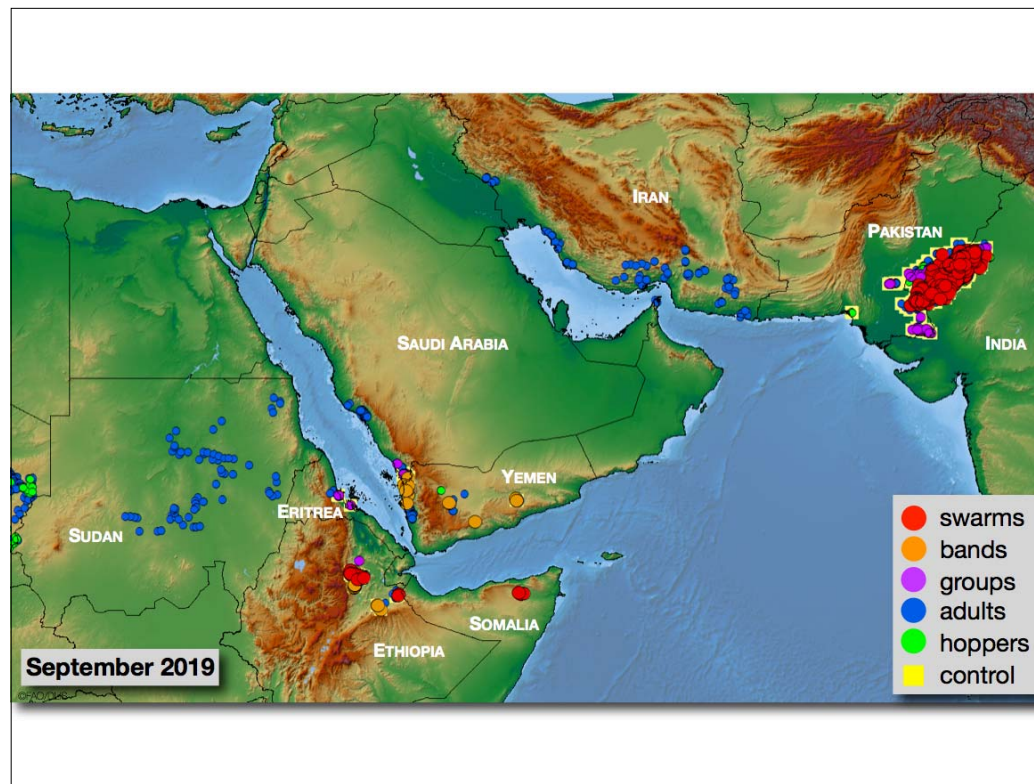 IRAN
PAKISTAN
SAUDI ARABIA
INDIA
YEMEN
ERITREA
SUDAN
SOMALIA
ETHIOPIA
swarms
bands
groups
adults
hoppers
control
September 2019